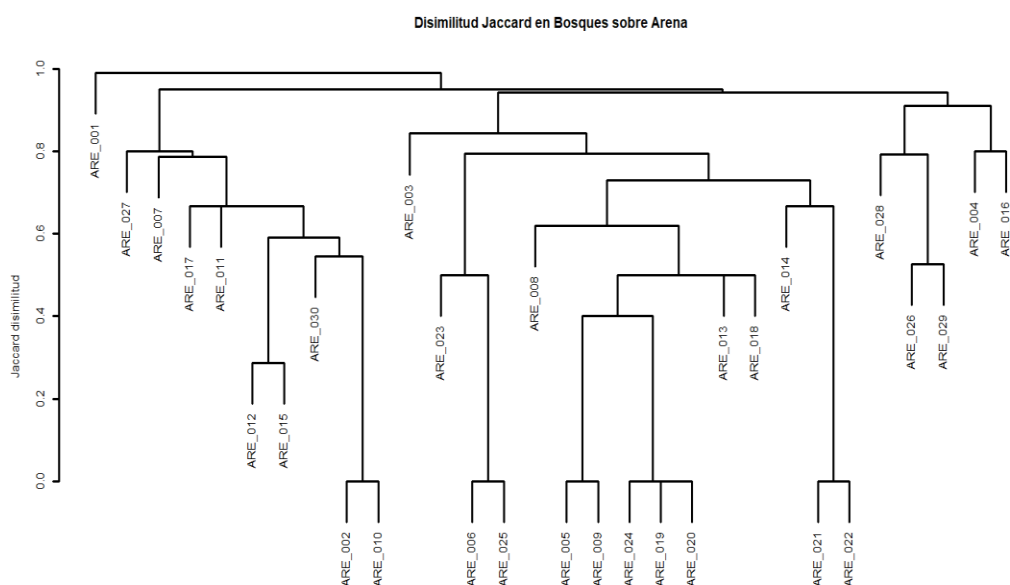 Disimilitud Jaccard en Bosques sobre Arena
Jaccard disimilitud
1.0
0.8
0.6
0.4
0.2
0.0
ARE_001
ARE_027
ARE_007
ARE_017
ARE_011
ARE_012
ARE_015
ARE_030
ARE_002
ARE_010
ARE_003
ARE_023
ARE_006
ARE_025
ARE_008
ARE_005
ARE_009
ARE_024
ARE_019
ARE_020
ARE_013
ARE_018
ARE_014
ARE_021
ARE_022
ARE_028
ARE_026
ARE_029
ARE_004
ARE_016